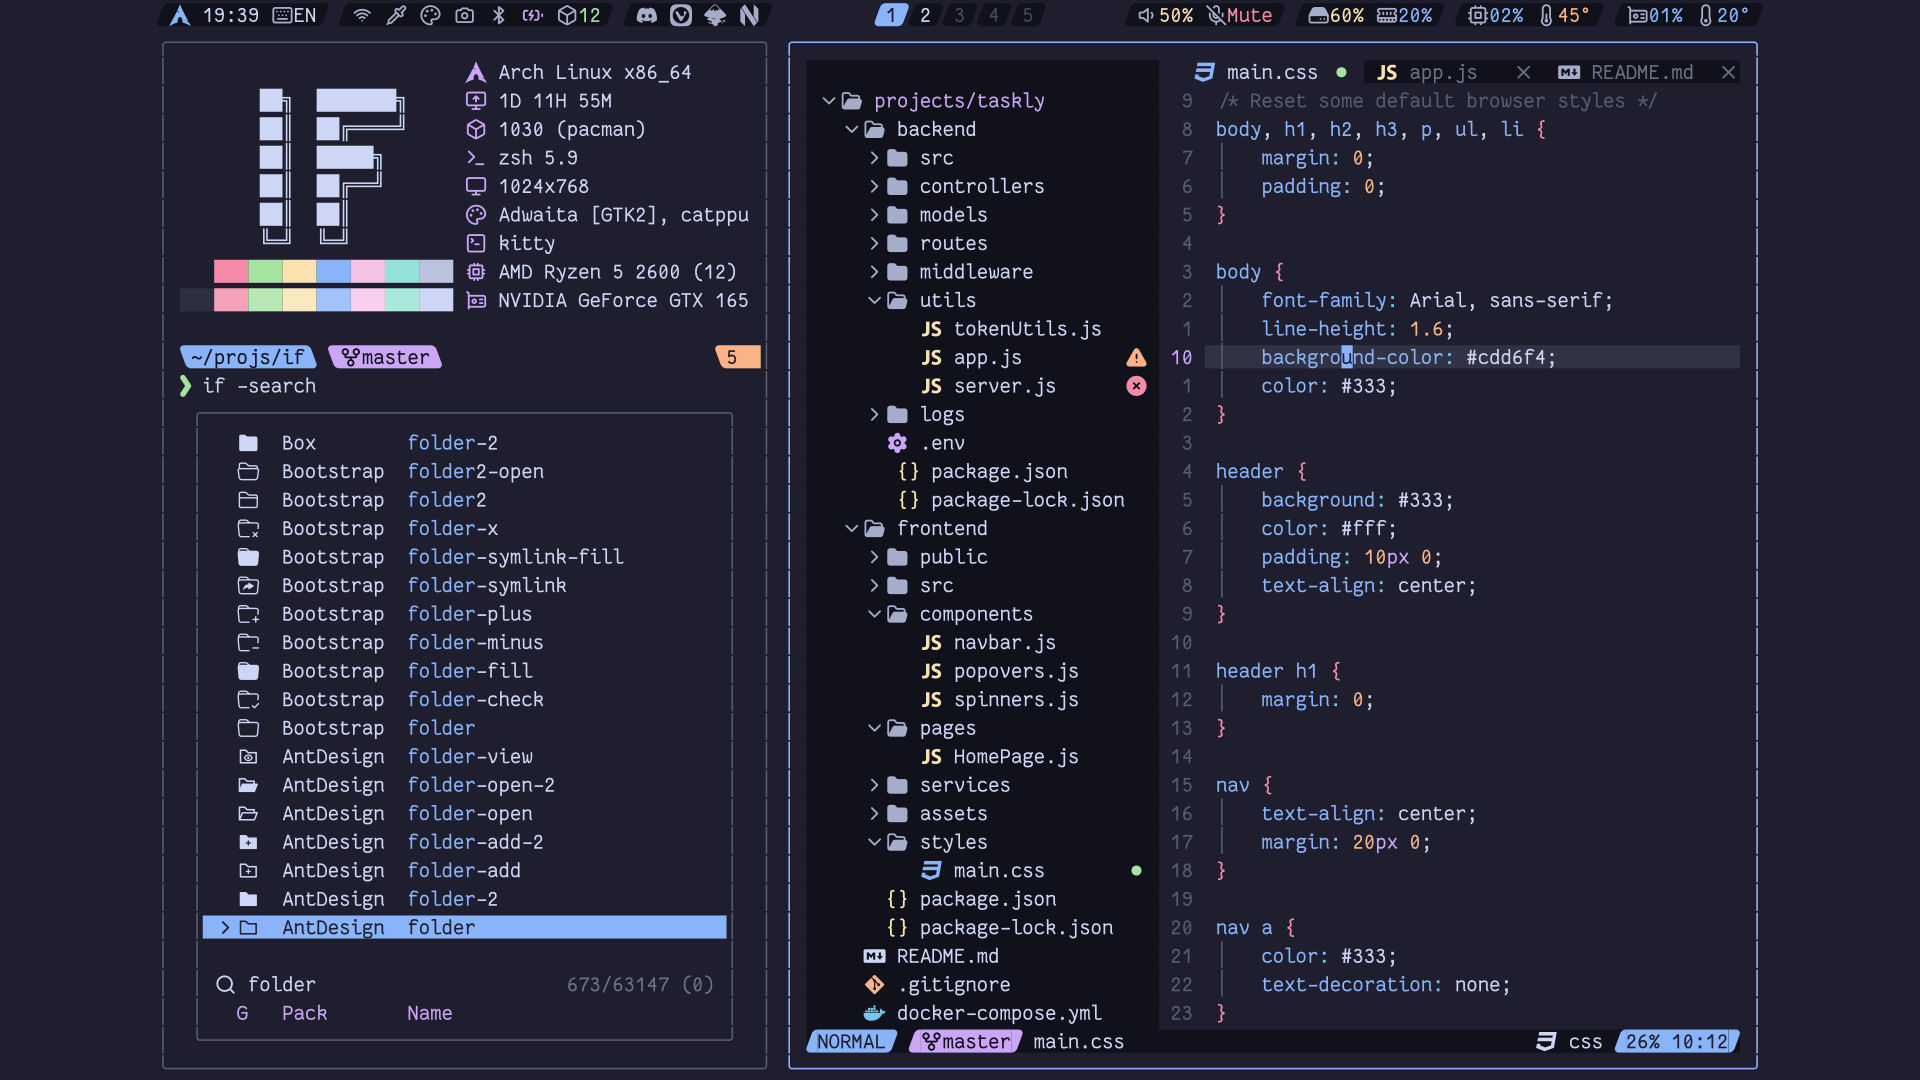 19:39 EN 12
1 2 3 4 5
50% Mute 60% 20% 02% 45° 01% 20°
IF
Arch Linux x86_64
1D 11H 55M
1030 (pacman)
zsh 5.9
1024x768
Adwaita [GTK2], catppu
kitty
AMD Ryzen 5 2600 (12)
NVIDIA GeForce GTX 165
~/projs/if master 5
if -search
Box folder-2
Bootstrap folder2-open
Bootstrap folder2
Bootstrap folder-x
Bootstrap folder-symlink-fill
Bootstrap folder-symlink
Bootstrap folder-plus
Bootstrap folder-minus
Bootstrap folder-fill
Bootstrap folder-check
Bootstrap folder
AntDesign folder-view
AntDesign folder-open-2
AntDesign folder-open
AntDesign folder-add-2
AntDesign folder-add
AntDesign folder-2
> AntDesign folder
folder 673/63147 (0)
G Pack Name
projects/taskly
backend
src
controllers
models
routes
middleware
utils
JS tokenUtils.js
JS app.js
JS server.js
logs
.env
{} package.json
{} package-lock.json
frontend
public
src
components
JS navbar.js
JS popovers.js
JS spinners.js
pages
JS HomePage.js
services
assets
styles
main.css
{} package.json
{} package-lock.json
README.md
.gitignore
docker-compose.yml
main.css JS app.js README.md
9 /* Reset some default browser styles */
8 body, h1, h2, h3, p, ul, li {
7 margin: 0;
6 padding: 0;
5 }
4
3 body {
2 font-family: Arial, sans-serif;
1 line-height: 1.6;
10 background-color: #cdd6f4;
1 color: #333;
2 }
3
4 header {
5 background: #333;
6 color: #fff;
7 padding: 10px 0;
8 text-align: center;
9 }
10
11 header h1 {
12 margin: 0;
13 }
14
15 nav {
16 text-align: center;
17 margin: 20px 0;
18 }
19
20 nav a {
21 color: #333;
22 text-decoration: none;
23 }
NORMAL master main.css css 26% 10:12